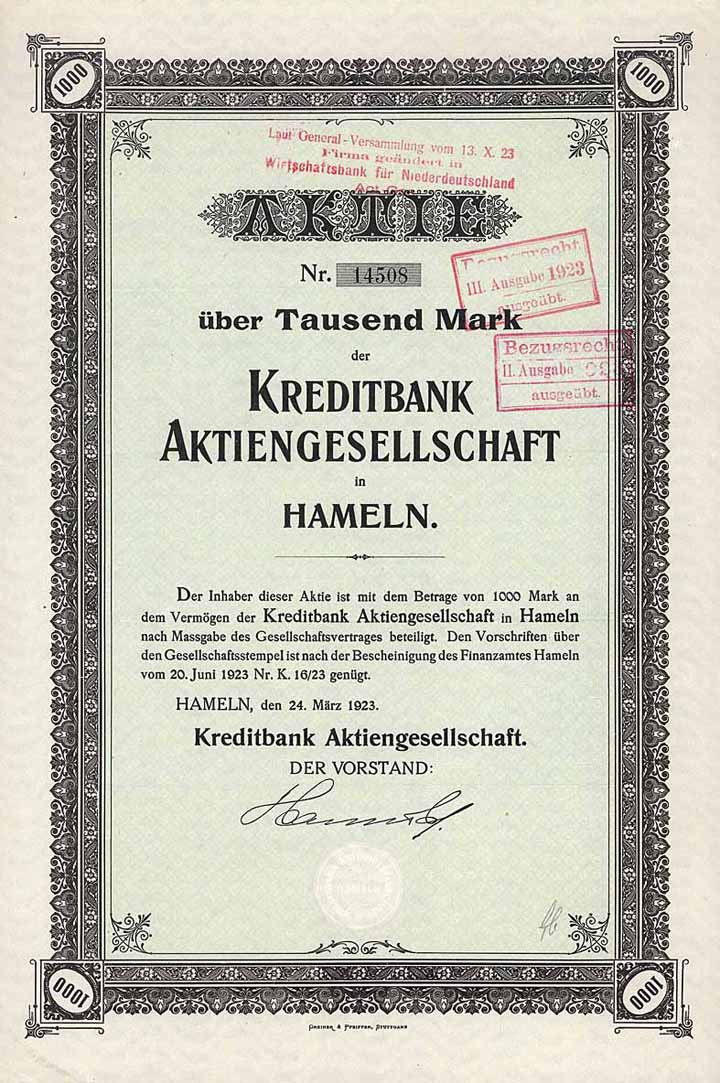 1000
1000
Laut General-Versammlung vom 13. X. 23
Firma geändert in
Wirtschaftsbank für Niederdeutschland
AKTIE
Nr. 14508
Bezugsrecht
III. Ausgabe 1923
ausgeübt.
über Tausend Mark
der
Bezugsrecht
II. Ausgabe
ausgeübt.
KREDITBANK
AKTIENGESELLSCHAFT
in
HAMELN.
Der Inhaber dieser Aktie ist mit dem Betrage von 1000 Mark an
dem Vermögen der Kreditbank Aktiengesellschaft in Hameln
nach Massgabe des Gesellschaftsvertrages beteiligt. Den Vorschriften über
den Gesellschaftsstempel ist nach der Bescheinigung des Finanzamtes Hameln
vom 20. Juni 1923 Nr. K. 16/23 genügt.
HAMELN, den 24. März 1923.
Kreditbank Aktiengesellschaft.
DER VORSTAND:
1000
1000
GREINER & PFEIFFER, STUTTGART